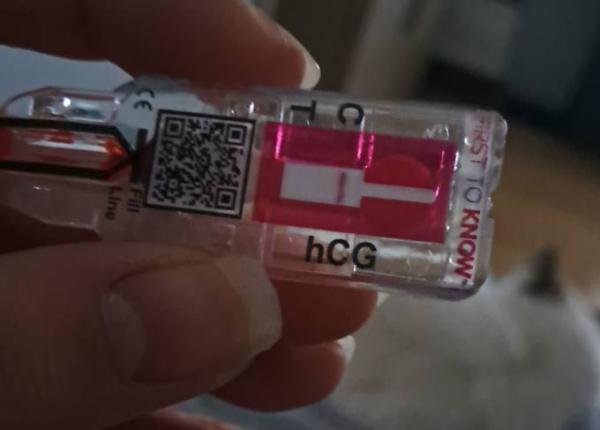 CE
C
T
FIRST TO KNOW
Fill
Line
hCG